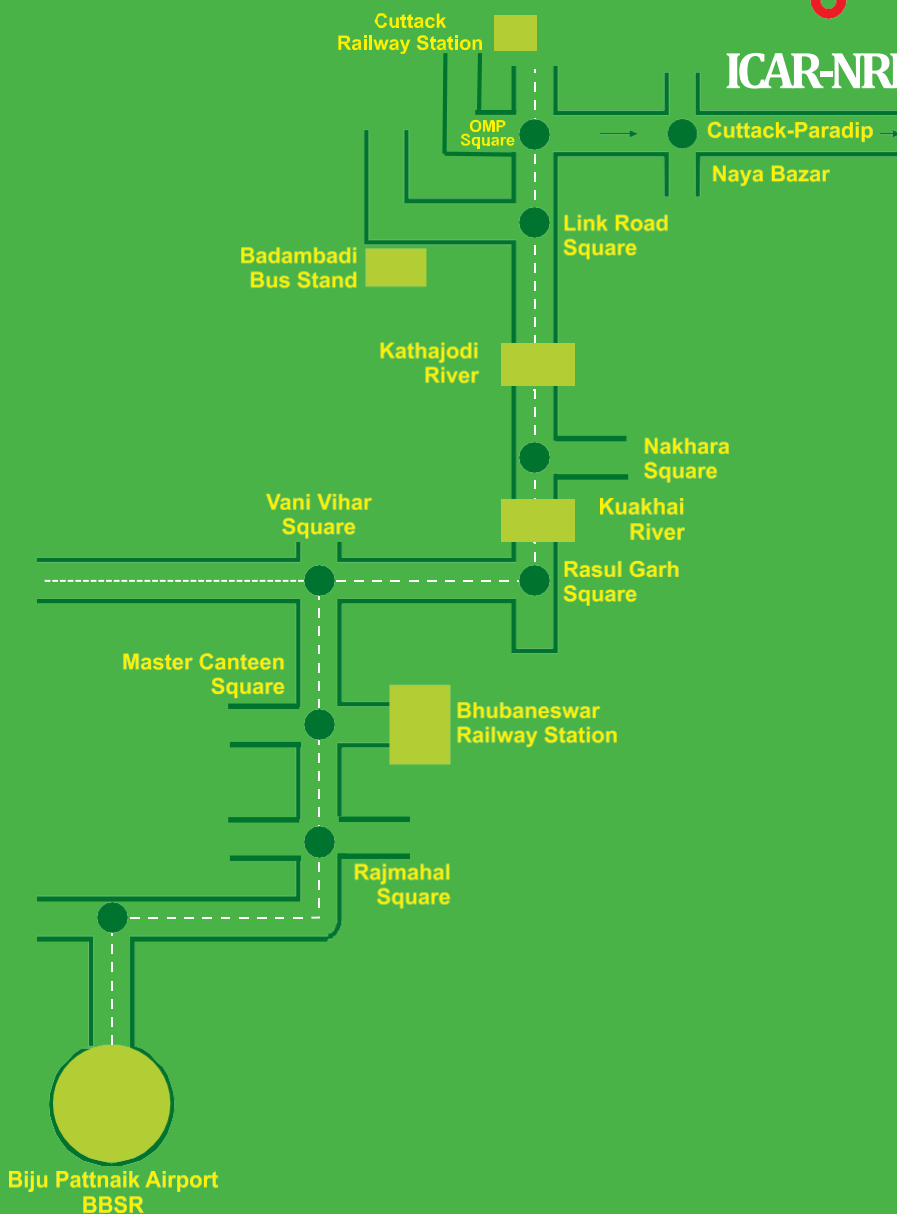 Cuttack
Railway Station
ICAR-NR
OMP
Square
Cuttack-Paradip
Naya Bazar
Link Road
Square
Badambadi
Bus Stand
Kathajodi
River
Nakhara
Square
Vani Vihar
Square
Kuakhai
River
Rasul Garh
Square
Master Canteen
Square
Bhubaneswar
Railway Station
Rajmahal
Square
Biju Pattnaik Airport
BBSR